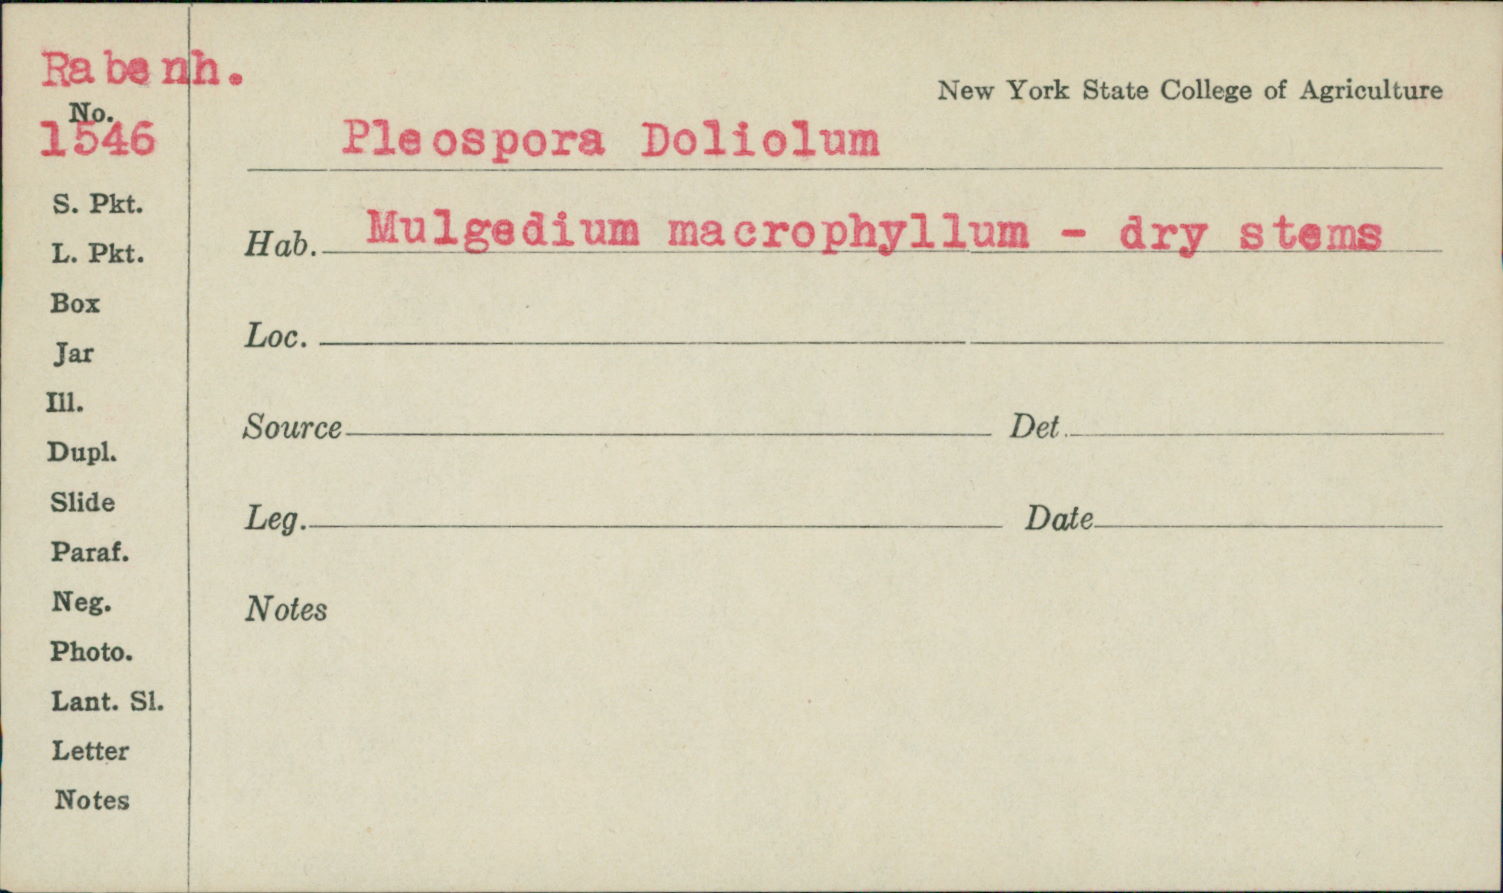 Rabenh.
No.
1546
S. Pkt.
L. Pkt.
Box
Jar
Ill.
Dupl.
Slide
Paraf.
Neg.
Photo.
Lant. Sl.
Letter
Notes
New York State College of Agriculture
Pleospora Doliolum
Hab. Mulgedium macrophyllum - dry stems
Loc.
Source Det.
Leg. Date
Notes